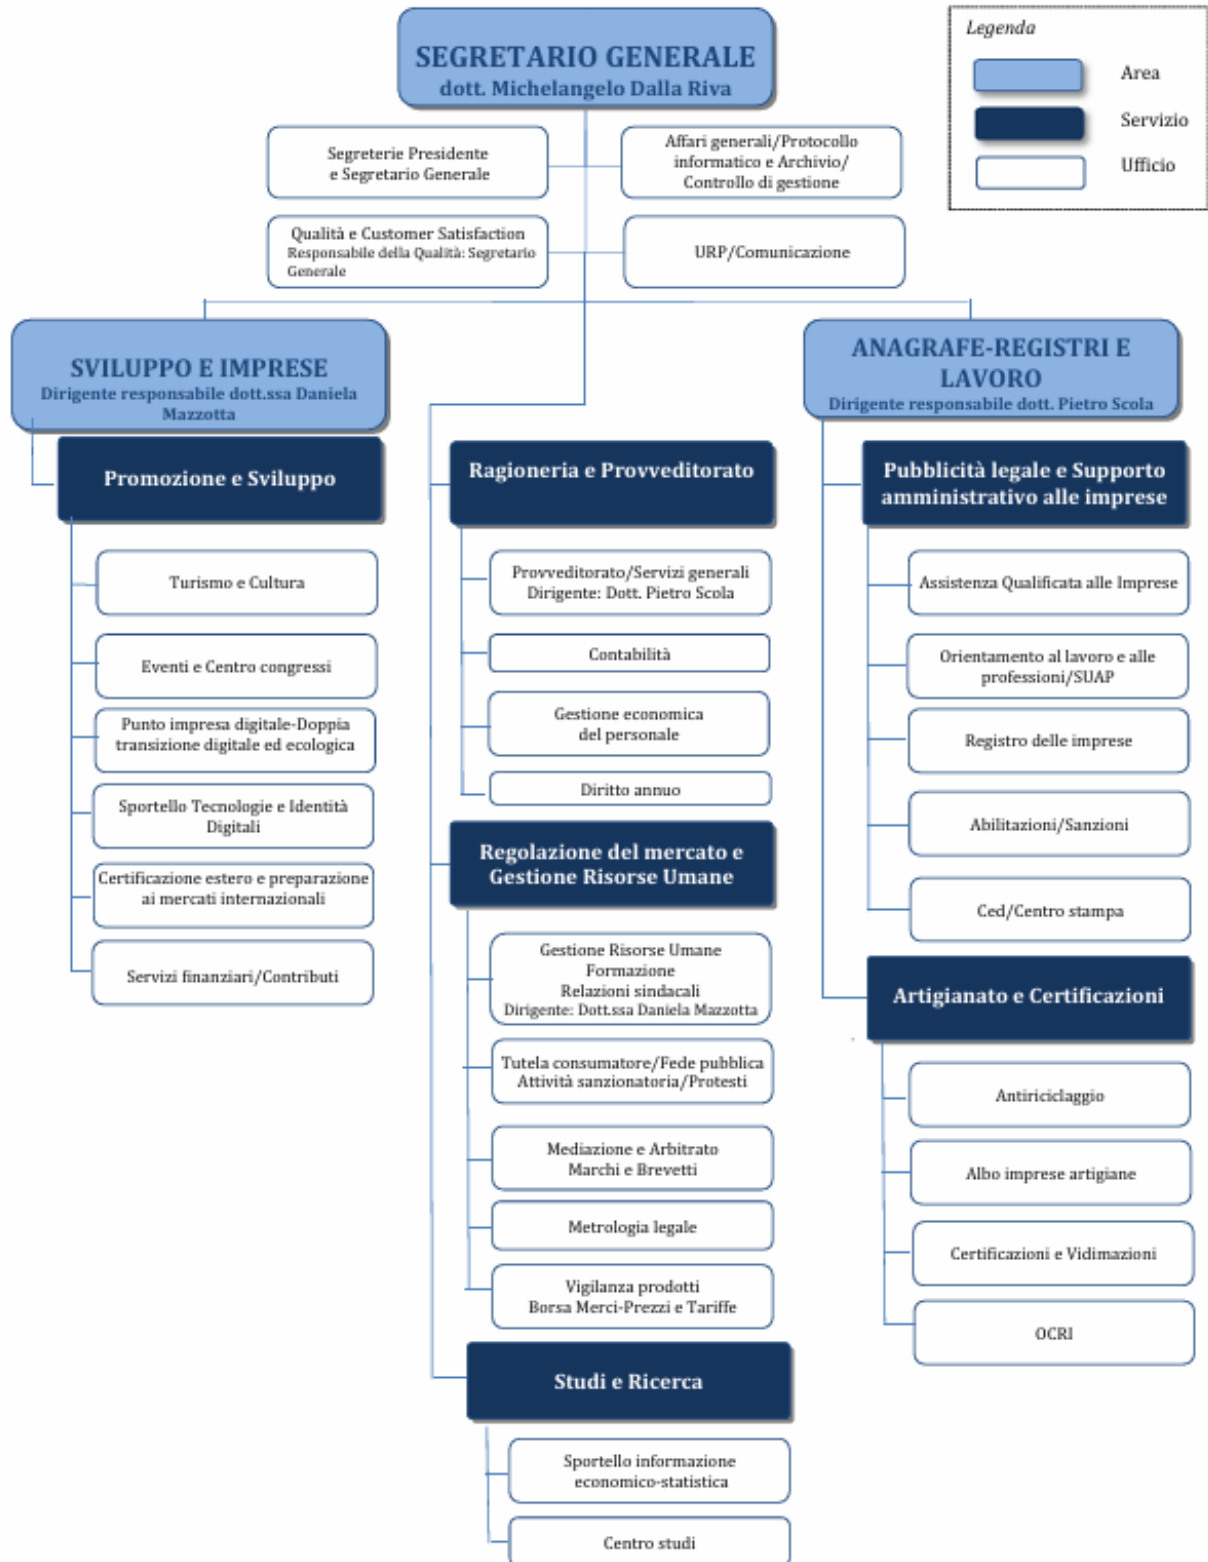 SEGRETARIO GENERALE
dott. Michelangelo Dalla Riva
Legenda
Area
Servizio
Ufficio
Segreterie Presidente
e Segretario Generale
Affari generali/Protocollo
informatico e Archivio/
Controllo di gestione
Qualità e Customer Satisfaction
Responsabile della Qualità: Segretario
Generale
URP/Comunicazione
SVILUPPO E IMPRESE
Dirigente responsabile dott.ssa Daniela
Mazzotta
Promozione e Sviluppo
Turismo e Cultura
Eventi e Centro congressi
Punto impresa digitale-Doppia
transizione digitale ed ecologica
Sportello Tecnologie e Identità
Digitali
Certificazione estero e preparazione
ai mercati internazionali
Servizi finanziari/Contributi
Ragioneria e Provveditorato
Provveditorato/Servizi generali
Dirigente: Dott. Pietro Scola
Contabilità
Gestione economica
del personale
Diritto annuo
Regolazione del mercato e
Gestione Risorse Umane
Gestione Risorse Umane
Formazione
Relazioni sindacali
Dirigente: Dott.ssa Daniela Mazzotta
Tutela consumatore/Fede pubblica
Attività sanzionatoria/Protesti
Mediazione e Arbitrato
Marchi e Brevetti
Metrologia legale
Vigilanza prodotti
Borsa Merci-Prezzi e Tariffe
Studi e Ricerca
Sportello informazione
economico-statistica
Centro studi
ANAGRAFE-REGISTRI E
LAVORO
Dirigente responsabile dott. Pietro Scola
Pubblicità legale e Supporto
amministrativo alle imprese
Assistenza Qualificata alle Imprese
Orientamento al lavoro e alle
professioni/SUAP
Registro delle imprese
Abilitazioni/Sanzioni
Ced/Centro stampa
Artigianato e Certificazioni
Antiriciclaggio
Albo imprese artigiane
Certificazioni e Vidimazioni
OCRI